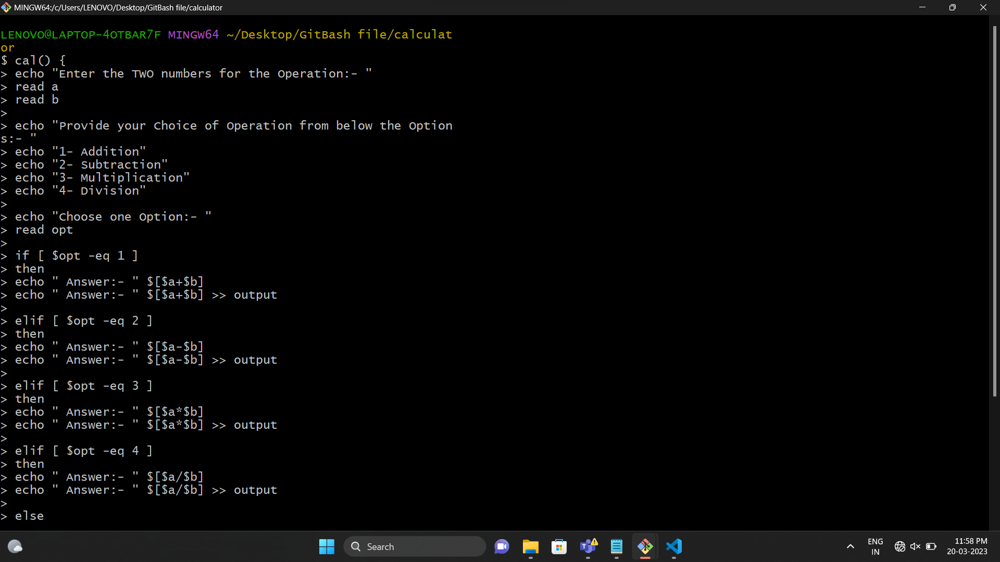 MINGW64:/c/Users/LENOVO/Desktop/GitBash file/calculator
LENOVO@LAPTOP-4OTBAR7F MINGW64 ~/Desktop/GitBash file/calculat
or
$ cal() {
> echo "Enter the TWO numbers for the Operation:- "
> read a
> read b
>
> echo "Provide your Choice of Operation from below the Option
s:- "
> echo "1- Addition"
> echo "2- Subtraction"
> echo "3- Multiplication"
> echo "4- Division"
>
> echo "Choose one Option:- "
> read opt
>
> if [ $opt -eq 1 ]
> then
> echo " Answer:- " $[$a+$b]
> echo " Answer:- " $[$a+$b] >> output
>
> elif [ $opt -eq 2 ]
> then
> echo " Answer:- " $[$a-$b]
> echo " Answer:- " $[$a-$b] >> output
>
> elif [ $opt -eq 3 ]
> then
> echo " Answer:- " $[$a*$b]
> echo " Answer:- " $[$a*$b] >> output
>
> elif [ $opt -eq 4 ]
> then
> echo " Answer:- " $[$a/$b]
> echo " Answer:- " $[$a/$b] >> output
>
> else
Search
ENG
IN
11:58 PM
20-03-2023